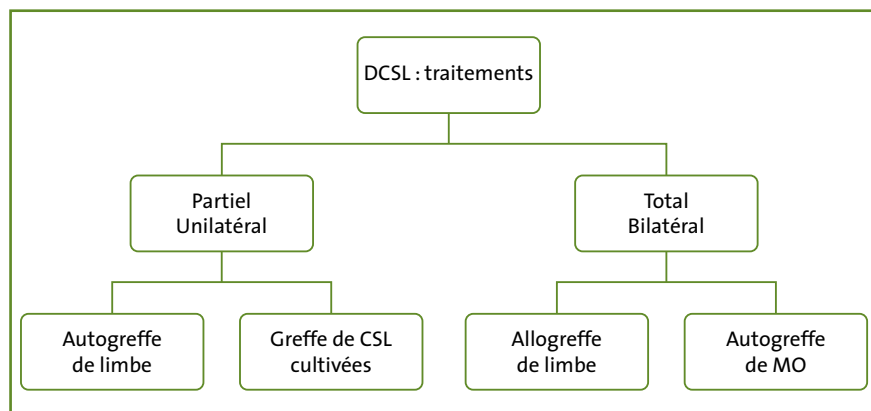 DCSL : traitements
Partiel
Unilatéral
Total
Bilatéral
Autogreffe
de limbe
Greffe de CSL
cultivées
Allogreffe
de limbe
Autogreffe
de MO